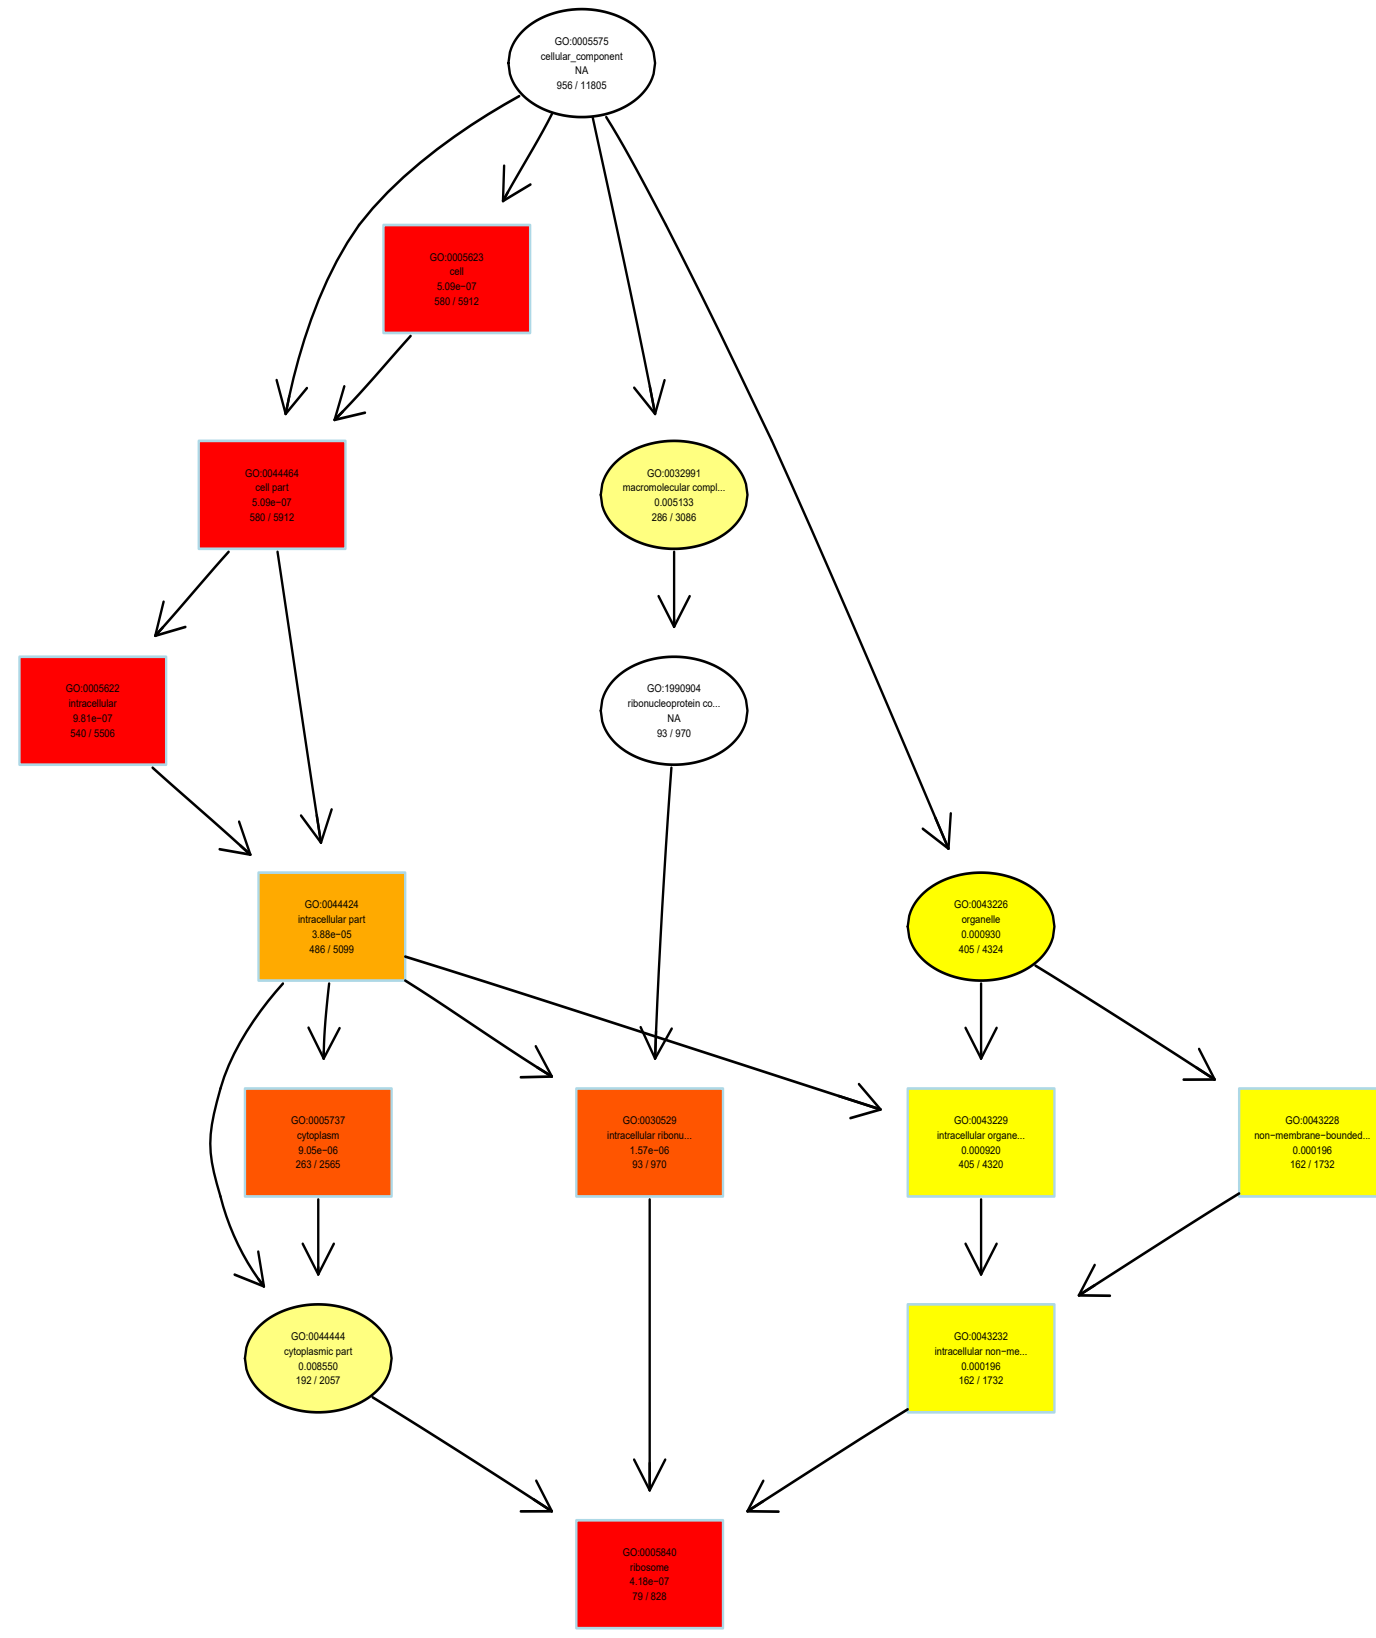 GO:0005575
cellular_component
NA
956 / 11805
GO:0005623
cell
5.09e−07
580 / 5912
GO:0044464
cell part
5.09e−07
580 / 5912
GO:0032991
macromolecular compl...
0.005133
286 / 3086
GO:0005622
intracellular
9.81e−07
540 / 5506
GO:1990904
ribonucleoprotein co...
NA
93 / 970
GO:0044424
intracellular part
3.88e−05
486 / 5099
GO:0043226
organelle
0.000930
405 / 4324
GO:0005737
cytoplasm
9.05e−06
263 / 2565
GO:0030529
intracellular ribonu...
1.57e−06
93 / 970
GO:0043229
intracellular organe...
0.000920
405 / 4320
GO:0043228
non−membrane−bounded...
0.000196
162 / 1732
GO:0044444
cytoplasmic part
0.008550
192 / 2057
GO:0043232
intracellular non−me...
0.000196
162 / 1732
GO:0005840
ribosome
4.18e−07
79 / 826